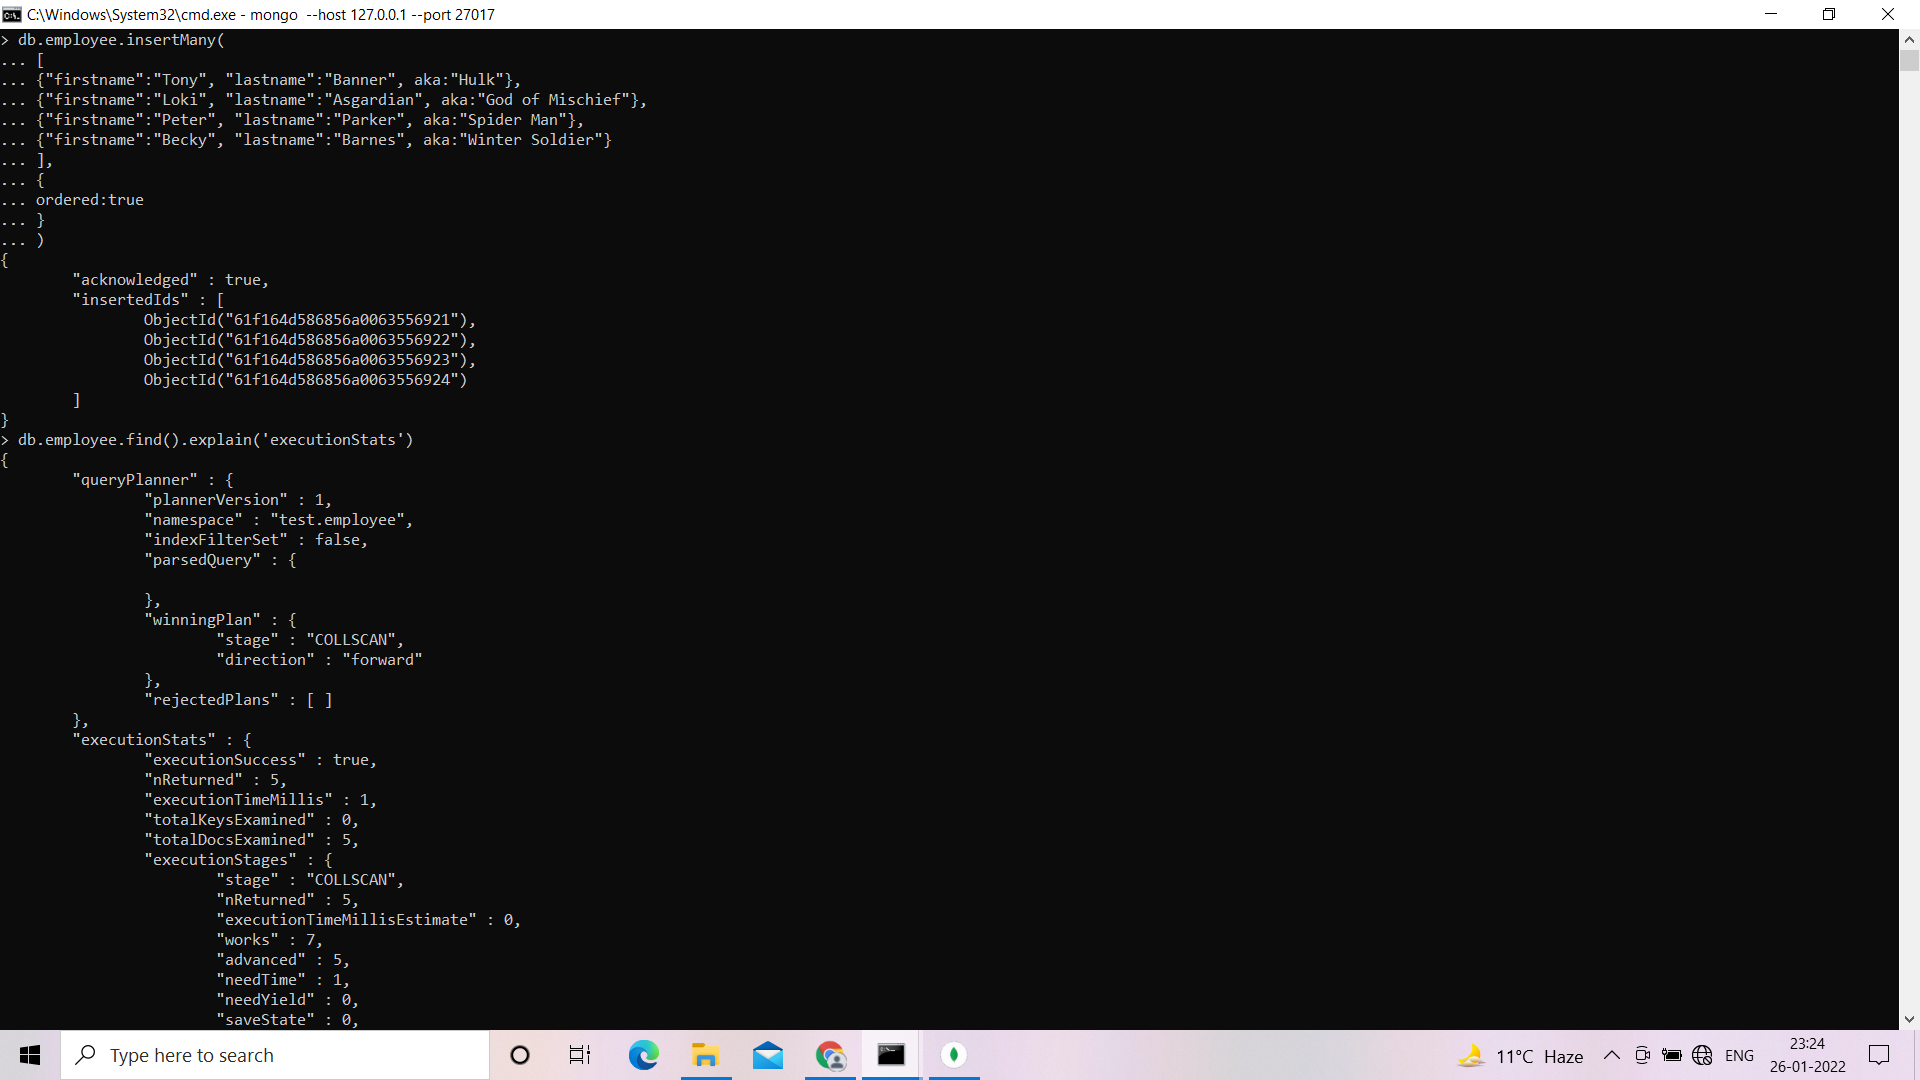 C:\Windows\System32\cmd.exe - mongo  --host 127.0.0.1 --port 27017
> db.employee.insertMany(
... [
... {"firstname":"Tony", "lastname":"Banner", aka:"Hulk"},
... {"firstname":"Loki", "lastname":"Asgardian", aka:"God of Mischief"},
... {"firstname":"Peter", "lastname":"Parker", aka:"Spider Man"},
... {"firstname":"Becky", "lastname":"Barnes", aka:"Winter Soldier"}
... ],
... {
... ordered:true
... }
... )
{
        "acknowledged" : true,
        "insertedIds" : [
                ObjectId("61f164d586856a0063556921"),
                ObjectId("61f164d586856a0063556922"),
                ObjectId("61f164d586856a0063556923"),
                ObjectId("61f164d586856a0063556924")
        ]
}
> db.employee.find().explain('executionStats')
{
        "queryPlanner" : {
                "plannerVersion" : 1,
                "namespace" : "test.employee",
                "indexFilterSet" : false,
                "parsedQuery" : {

                },
                "winningPlan" : {
                        "stage" : "COLLSCAN",
                        "direction" : "forward"
                },
                "rejectedPlans" : [ ]
        },
        "executionStats" : {
                "executionSuccess" : true,
                "nReturned" : 5,
                "executionTimeMillis" : 1,
                "totalKeysExamined" : 0,
                "totalDocsExamined" : 5,
                "executionStages" : {
                        "stage" : "COLLSCAN",
                        "nReturned" : 5,
                        "executionTimeMillisEstimate" : 0,
                        "works" : 7,
                        "advanced" : 5,
                        "needTime" : 1,
                        "needYield" : 0,
                        "saveState" : 0,
Type here to search
11°C Haze
ENG
23:24
26-01-2022